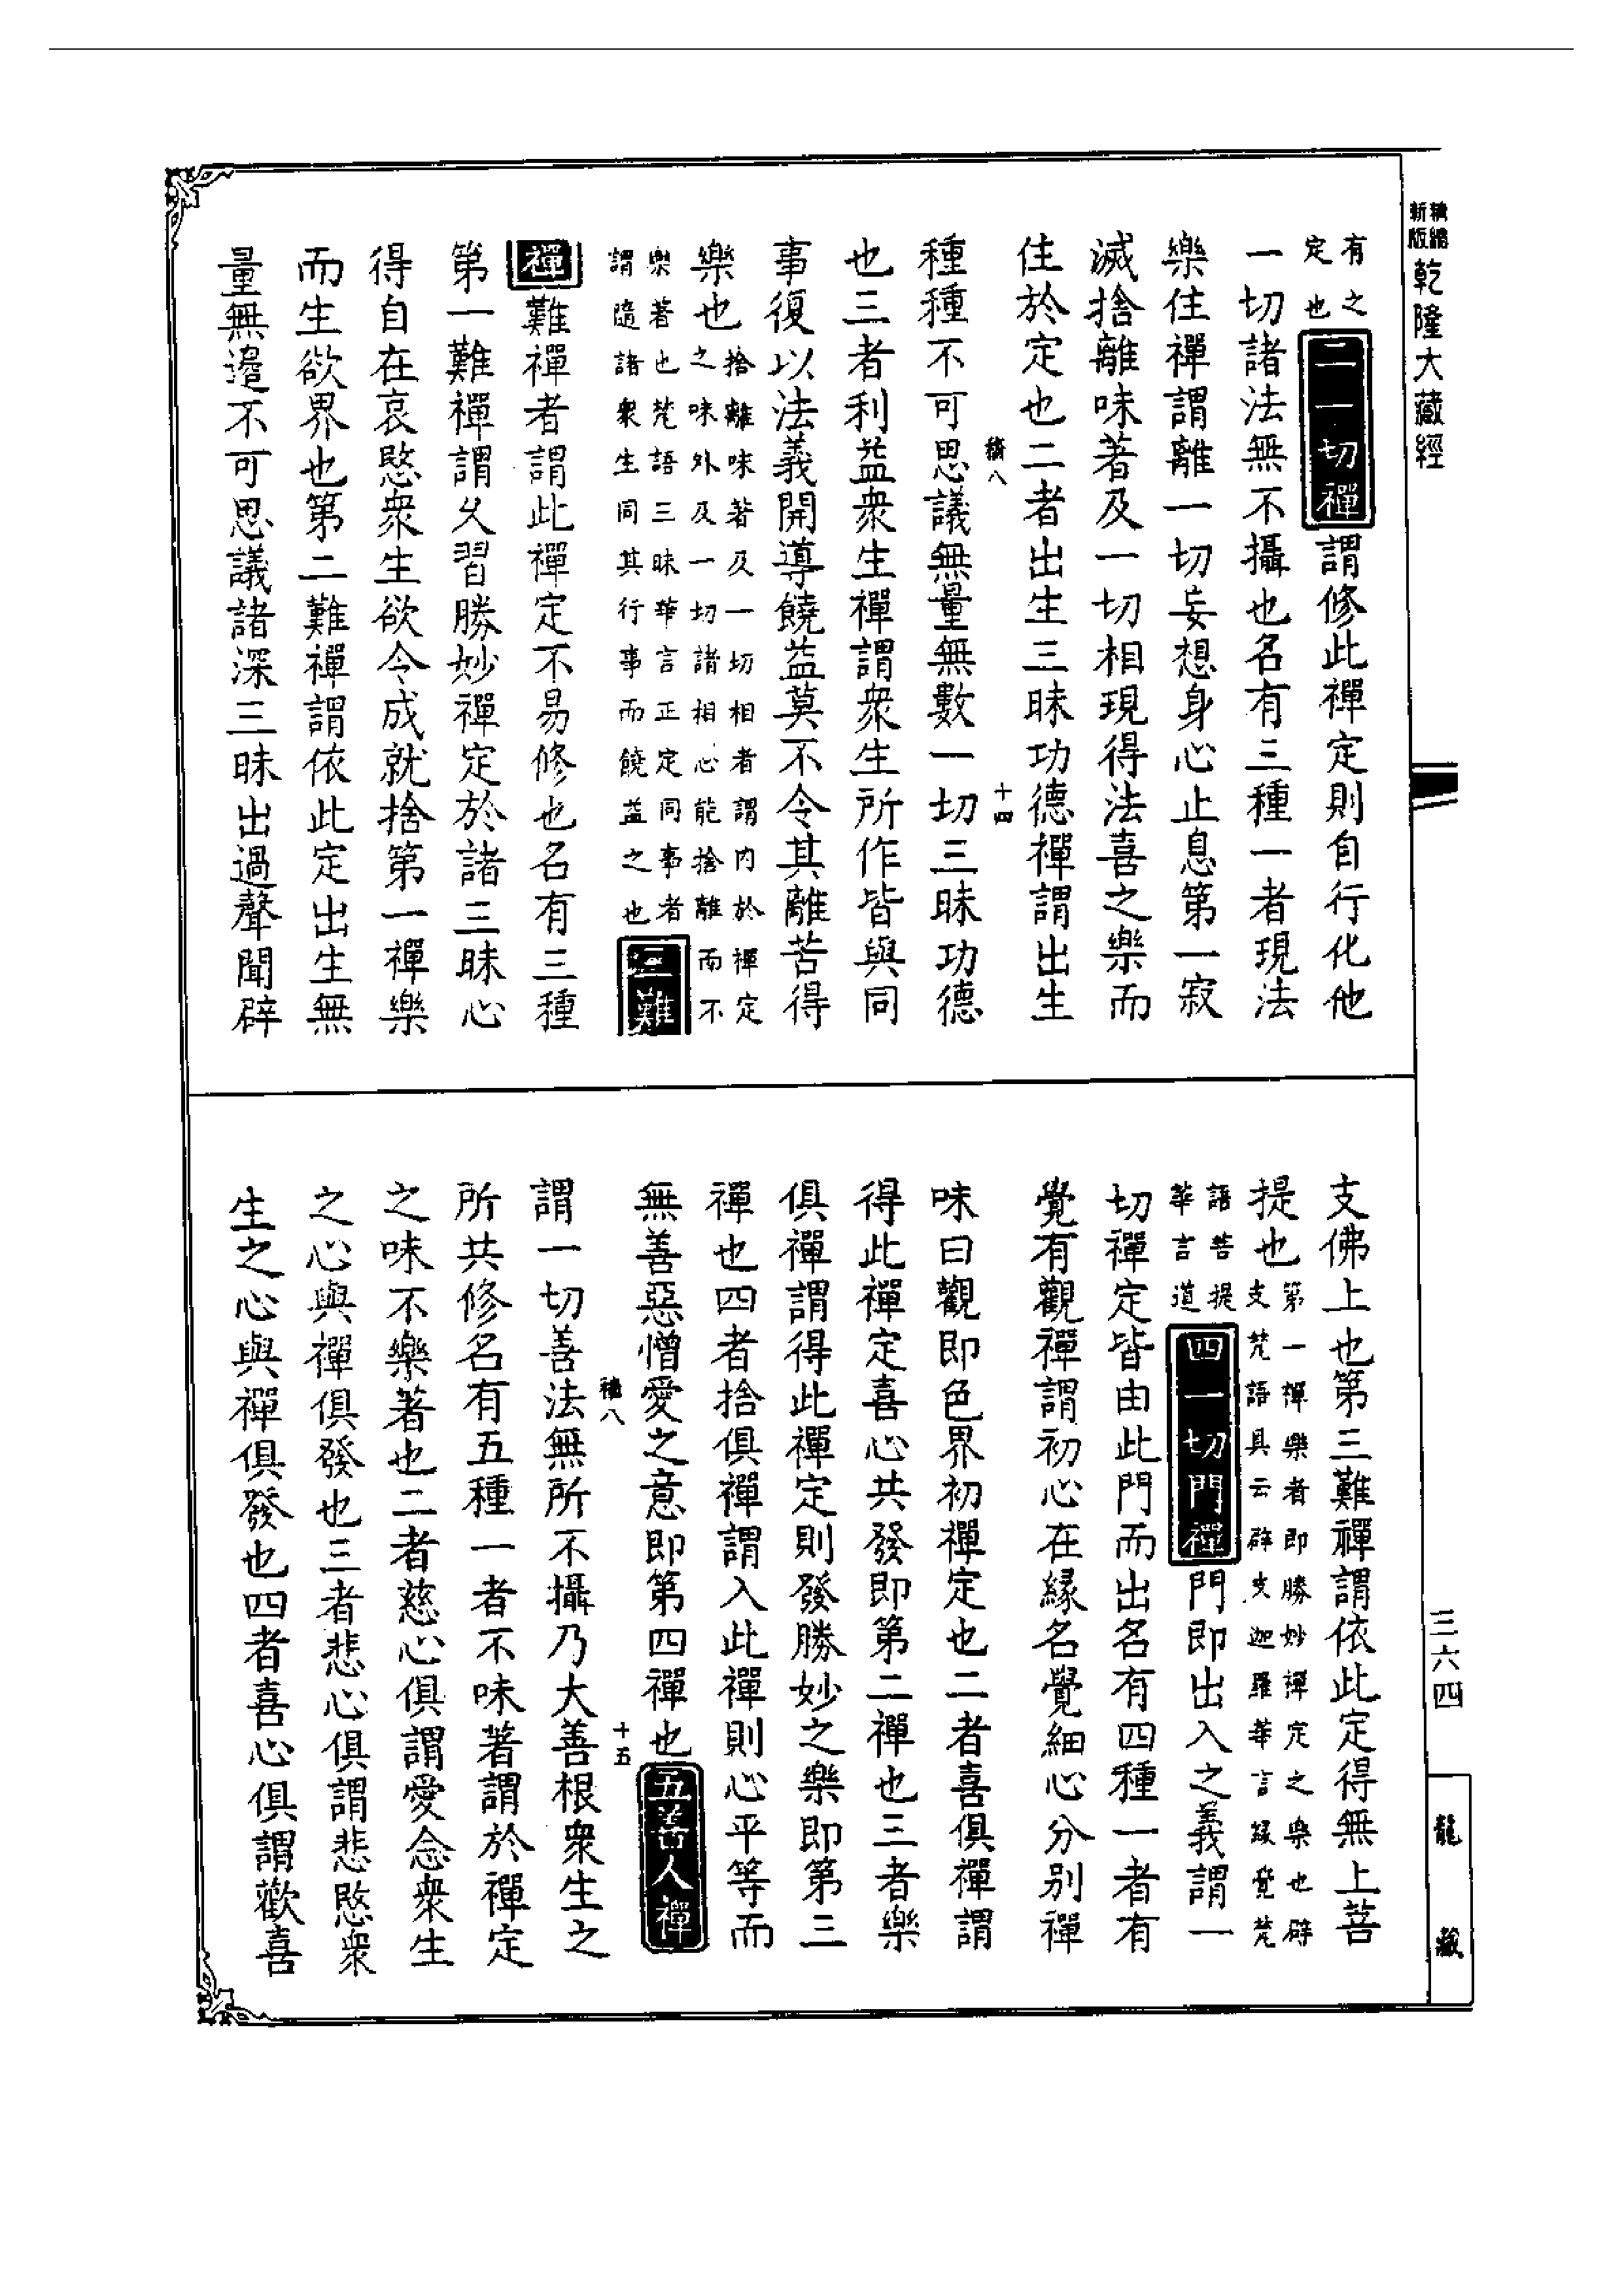 新版
精縮
乾隆大藏經
三六四
龍藏
有之
定也
二一切禪謂修此禪定則自行化他
一切諸法無不攝也名有三種一者現法
樂住禪謂離一切妄想身心止息第一寂
滅捨離味著及一切相現得法喜之樂而
住於定也二者出生三昧功德禪謂出生
種種不可思議無量無數一切三昧功德
也三者利益衆生禪謂衆生所作皆與同
事復以法義開導饒益莫不令其離苦得
樂也捨離味著及一切相者謂內於禪定
之味外及一切諸相心能捨離而不
樂著也梵語三昧華言正定同事者
謂隨諸衆生同其行事而饒益之也三難
禪難禪者謂此禪定不易修也名有三種
第一難禪謂久習勝妙禪定於諸三昧心
得自在哀愍衆生欲令成就捨第一禪樂
而生欲界也第二難禪謂依此定出生無
量無邊不可思議諸深三昧出過聲聞辟
支佛上也第三難禪謂依此定得無上菩
提也第一禪樂者即勝妙禪定之樂也辟
支梵語具云辟支迦羅華言緣覺梵
語菩提
華言道四一切門禪門即出入之義謂一
切禪定皆由此門而出名有四種一者有
覺有觀禪謂初心在緣名覺細心分別禪
味曰觀即色界初禪定也二者喜俱禪謂
得此禪定喜心共發即第二禪也三者樂
俱禪謂得此禪定則發勝妙之樂即第三
禪也四者捨俱禪謂入此禪則心平等而
無善惡憎愛之意即第四禪也五善人禪
謂一切善法無所不攝乃大善根衆生之
所共修名有五種一者不味著謂於禪定
之味不樂著也二者慈心俱謂愛念衆生
之心與禪俱發也三者悲心俱謂悲愍衆
生之心與禪俱發也四者喜心俱謂歡喜
十四
十五